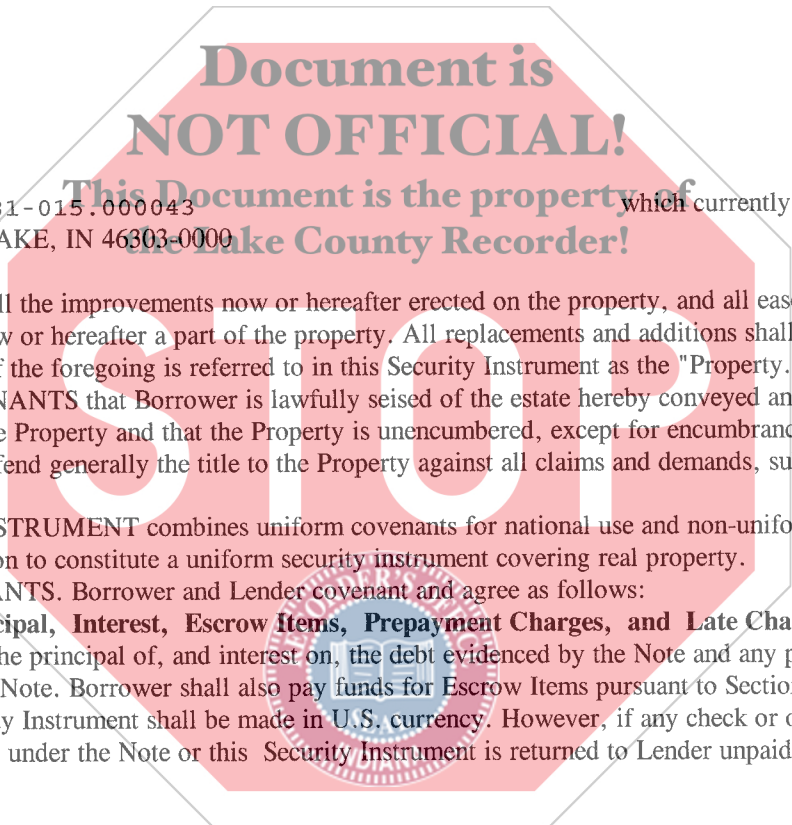 Document is
NOT OFFICIAL!
This Document is the property of
the Lake County Recorder!
31-015.000043 which currently
AKE, IN 46303-0000
ll the improvements now or hereafter erected on the property, and all eas
w or hereafter a part of the property. All replacements and additions shall
f the foregoing is referred to in this Security Instrument as the "Property.
NANTS that Borrower is lawfully seised of the estate hereby conveyed an
e Property and that the Property is unencumbered, except for encumbranc
fend generally the title to the Property against all claims and demands, su
STOP
STRUMENT combines uniform covenants for national use and non-unifo
on to constitute a uniform security instrument covering real property.
ANTS. Borrower and Lender covenant and agree as follows:
cipal, Interest, Escrow Items, Prepayment Charges, and Late Cha
he principal of, and interest on, the debt evidenced by the Note and any p
Note. Borrower shall also pay funds for Escrow Items pursuant to Section
y Instrument shall be made in U.S. currency. However, if any check or o
under the Note or this Security Instrument is returned to Lender unpaid
RECORDER'S OFFICE
INDIANA